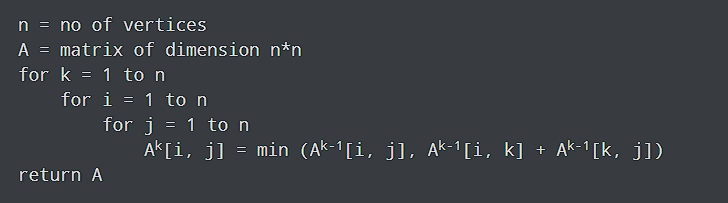 n = no of vertices
A = matrix of dimension n*n
for k = 1 to n
    for i = 1 to n
        for j = 1 to n
            Aᵏ[i, j] = min (Aᵏ⁻¹[i, j], Aᵏ⁻¹[i, k] + Aᵏ⁻¹[k, j])
return A